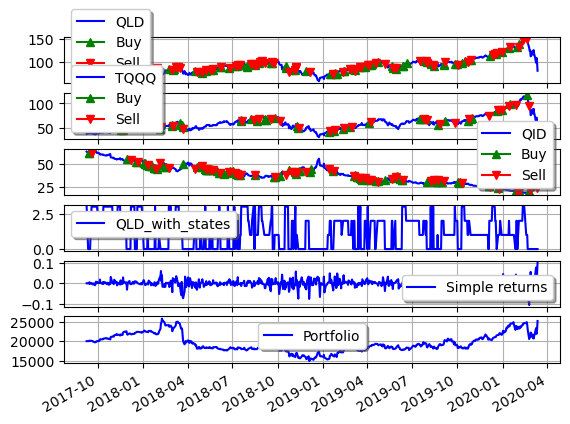 QLD
Buy
Sell
150
100
TQQQ
Buy
Sell
100
50
QID
Buy
Sell
50
25
QLD_with_states
2.5
0.0
Simple returns
0.1
0.0
−0.1
Portfolio
25000
20000
15000
2017-10
2018-01
2018-04
2018-07
2018-10
2019-01
2019-04
2019-07
2019-10
2020-01
2020-04